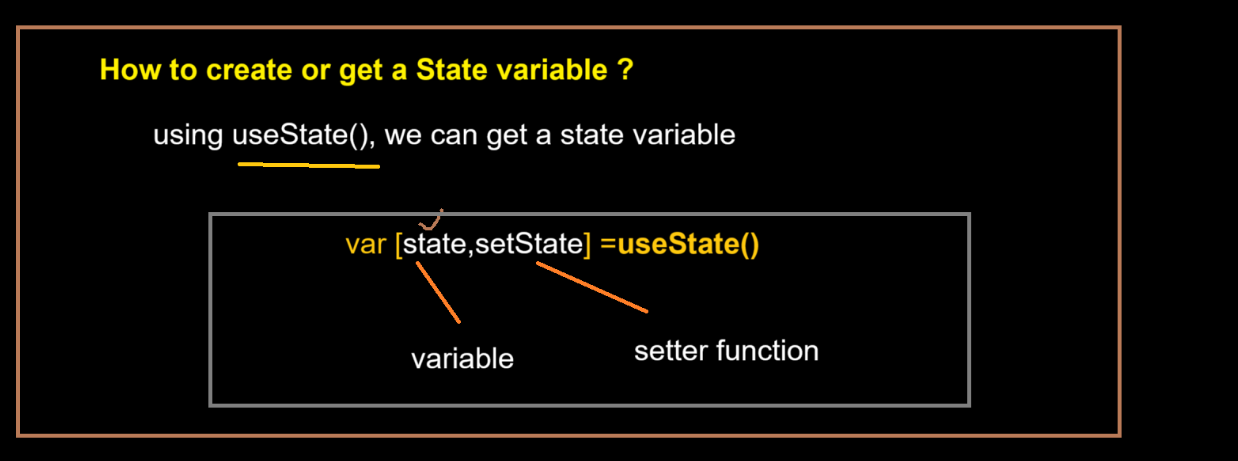 How to create or get a State variable ?
using useState(), we can get a state variable
var [state,setState] =useState()
variable
setter function